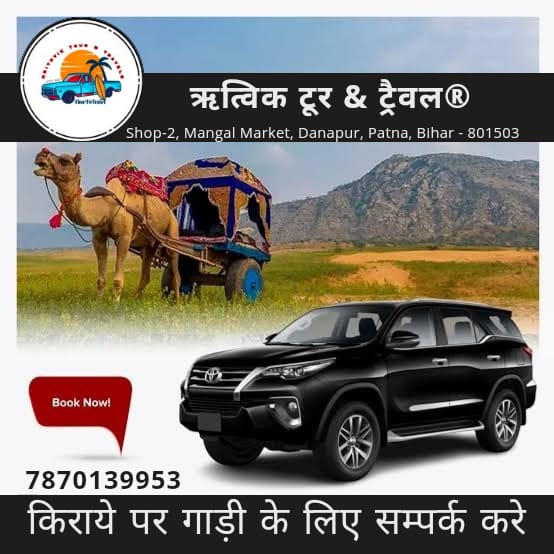 ऋत्विक टूर & ट्रैवल®
Shop-2, Mangal Market, Danapur, Patna, Bihar - 801503
Book Now!
7870139953
किराये पर गाड़ी के लिए सम्पर्क करे